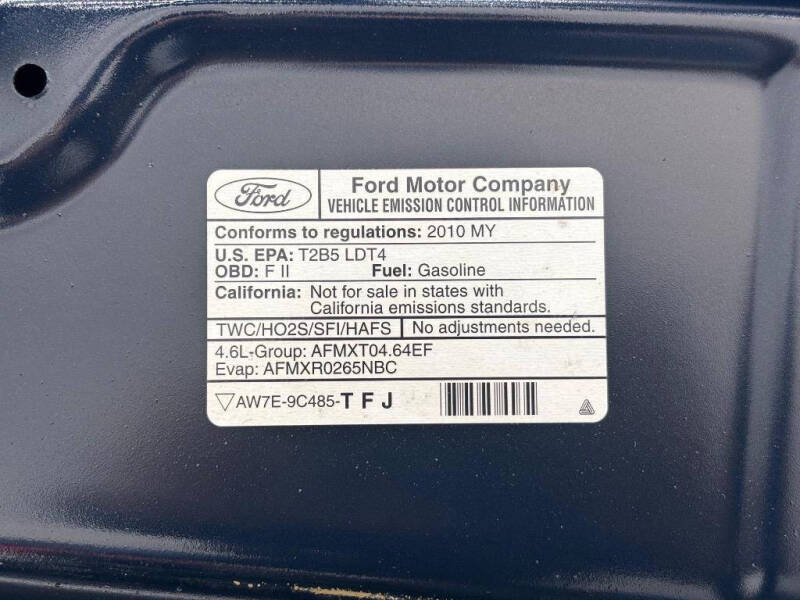 Ford
Ford Motor Company
VEHICLE EMISSION CONTROL INFORMATION
Conforms to regulations: 2010 MY
U.S. EPA: T2B5 LDT4
OBD: F II Fuel: Gasoline
California: Not for sale in states with
California emissions standards.
TWC/HO2S/SFI/HAFS No adjustments needed.
4.6L-Group: AFMXT04.64EF
Evap: AFMXR0265NBC
AW7E-9C485-TFJ